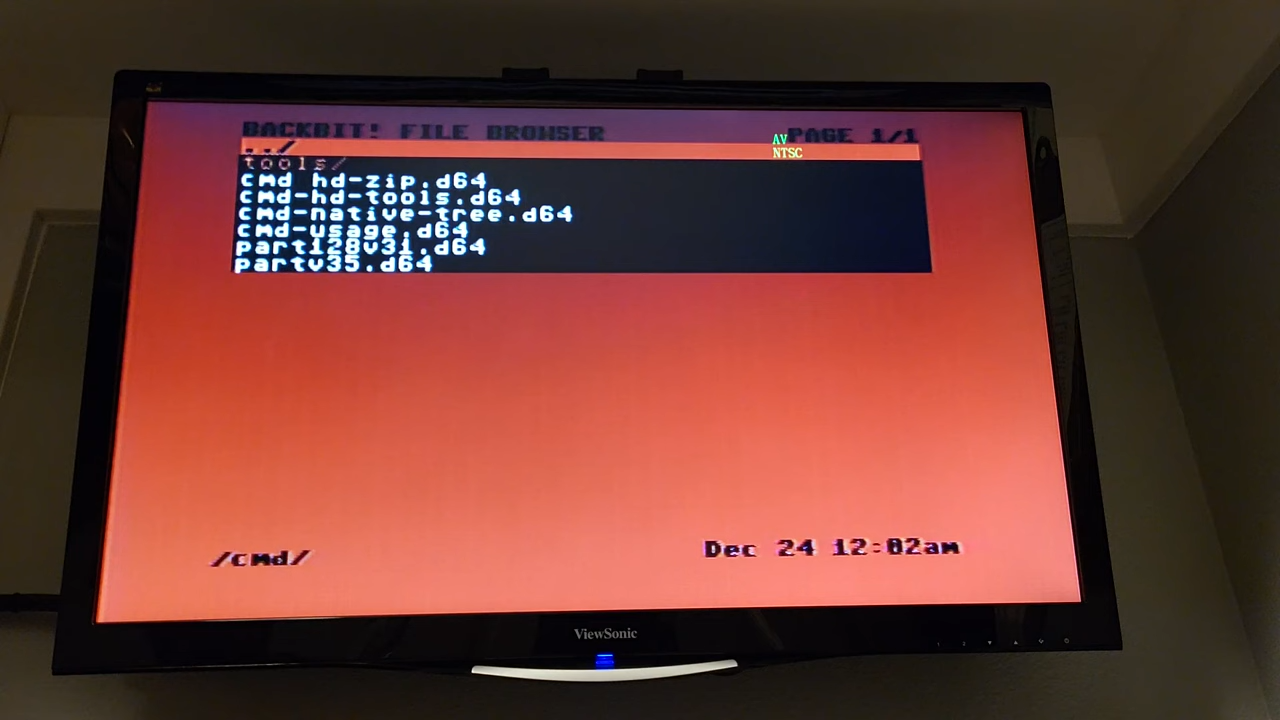 BACKBIT! FILE BROWSER PAGE 1/1
AV
NTSC
../
tools/
cmd hd-zip.d64
cmd-hd-tools.d64
cmd-native-tree.d64
cmd-usage.d64
part128v3i.d64
partv35.d64
/cmd/ Dec 24 12:02am
ViewSonic